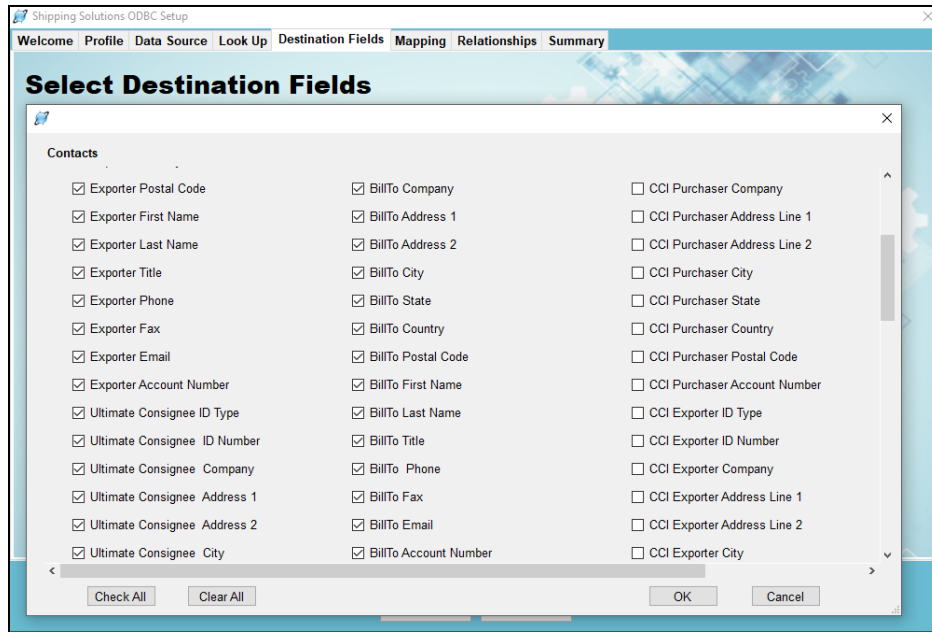 Shipping Solutions ODBC Setup
Welcome Profile Data Source Look Up Destination Fields Mapping Relationships Summary
Select Destination Fields
Contacts
Exporter Postal Code BillTo Company CCI Purchaser Company
Exporter First Name BillTo Address 1 CCI Purchaser Address Line 1
Exporter Last Name BillTo Address 2 CCI Purchaser Address Line 2
Exporter Title BillTo City CCI Purchaser City
Exporter Phone BillTo State CCI Purchaser State
Exporter Fax BillTo Country CCI Purchaser Country
Exporter Email BillTo Postal Code CCI Purchaser Postal Code
Exporter Account Number BillTo First Name CCI Purchaser Account Number
Ultimate Consignee ID Type BillTo Last Name CCI Exporter ID Type
Ultimate Consignee ID Number BillTo Title CCI Exporter ID Number
Ultimate Consignee Company BillTo Phone CCI Exporter Company
Ultimate Consignee Address 1 BillTo Fax CCI Exporter Address Line 1
Ultimate Consignee Address 2 BillTo Email CCI Exporter Address Line 2
Ultimate Consignee City BillTo Account Number CCI Exporter City
Check All Clear All OK Cancel